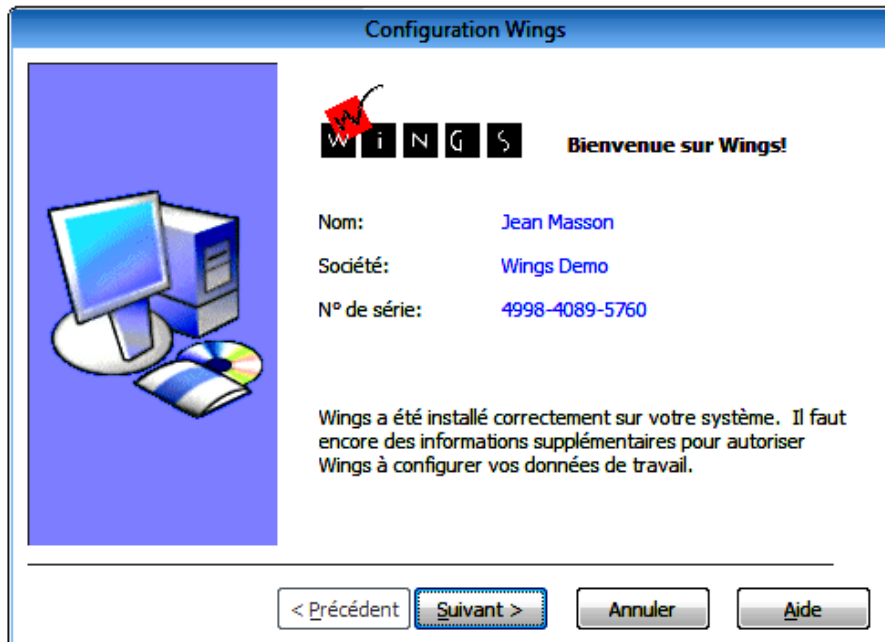 Configuration Wings
WiNGS
Bienvenue sur Wings!
Nom: Jean Masson
Société: Wings Demo
N° de série: 4998-4089-5760
Wings a été installé correctement sur votre système. Il faut
encore des informations supplémentaires pour autoriser
Wings à configurer vos données de travail.
< Précédent Suivant > Annuler Aide